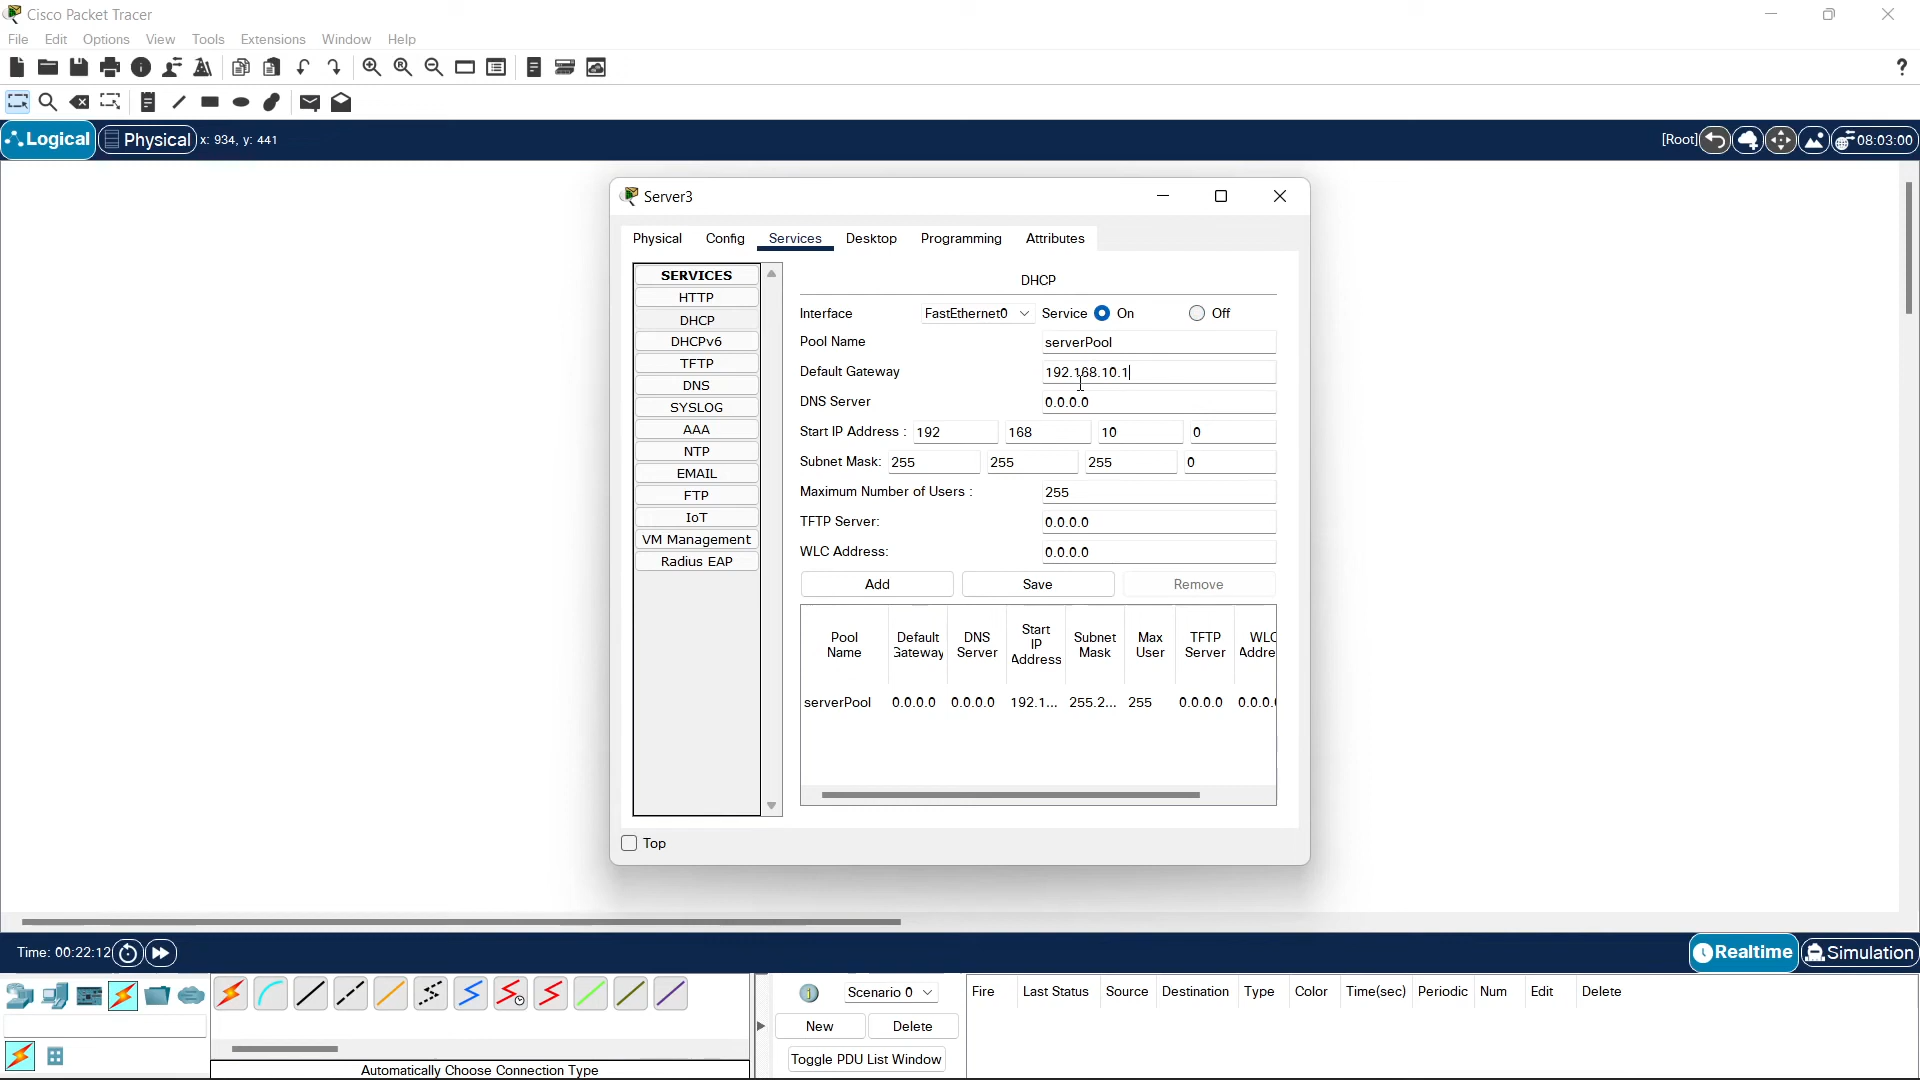 Cisco Packet Tracer
File Edit Options View Tools Extensions Window Help
?
Logical Physical x: 934, y: 441 [Root] 08:03:00
Server3
Physical Config Services Desktop Programming Attributes
SERVICES
HTTP
DHCP
DHCPv6
TFTP
DNS
SYSLOG
AAA
NTP
EMAIL
FTP
IoT
VM Management
Radius EAP
DHCP
Interface FastEthernet0 Service On Off
Pool Name serverPool
Default Gateway 192.168.10.1
DNS Server 0.0.0.0
Start IP Address : 192 168 10 0
Subnet Mask: 255 255 255 0
Maximum Number of Users : 255
TFTP Server: 0.0.0.0
WLC Address: 0.0.0.0
Add Save Remove
Pool Name Default Gateway DNS Server Start IP Address Subnet Mask Max User TFTP Server WLC Addre
serverPool 0.0.0.0 0.0.0.0 192.1... 255.2... 255 0.0.0.0 0.0.0.
Top
Time: 00:22:12 Realtime Simulation
Scenario 0
New Delete
Toggle PDU List Window
Fire Last Status Source Destination Type Color Time(sec) Periodic Num Edit Delete
Automatically Choose Connection Type